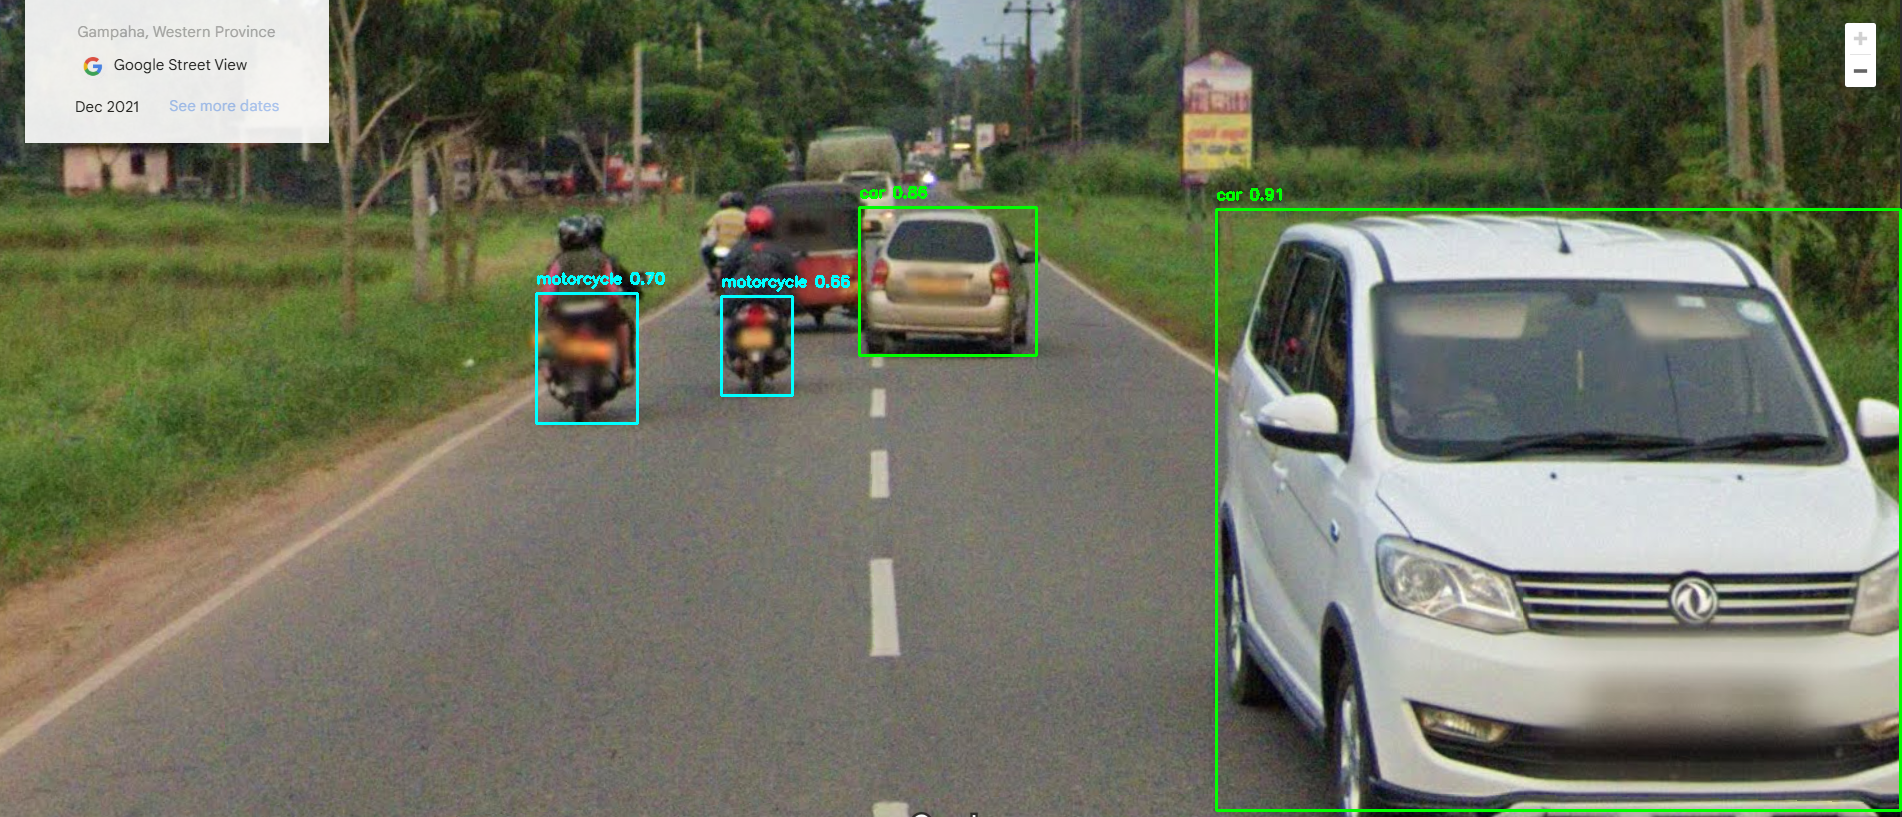 Gampaha, Western Province
Google Street View
Dec 2021 See more dates
car 0.86
car 0.91
motorcycle 0.70
motorcycle 0.66